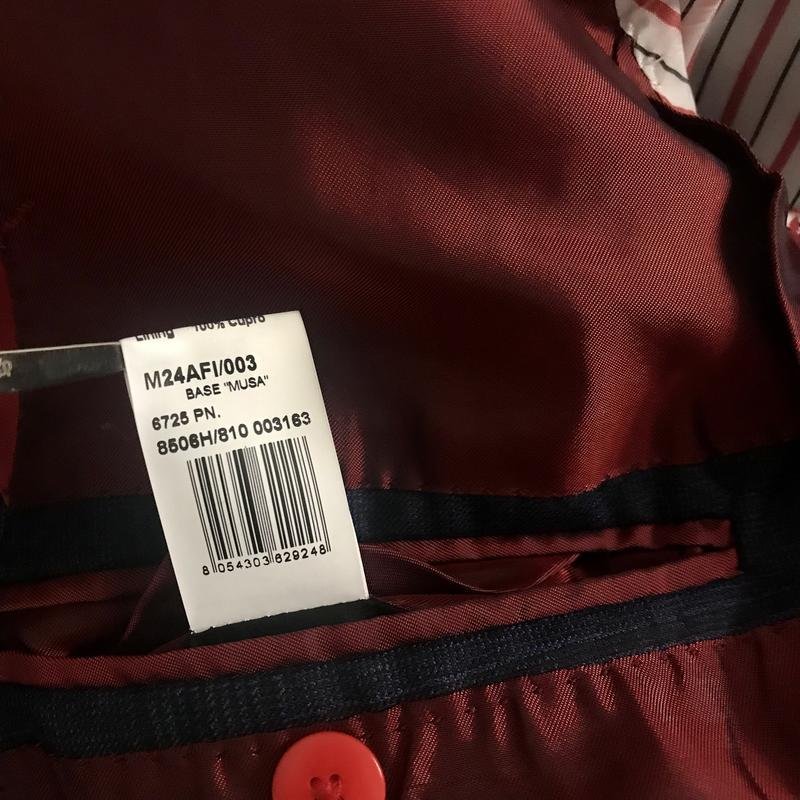 Lining 100% Cupro
M24AFI/003
BASE "MUSA"
6725 PN.
8506H/810 003163
8 054303 629248